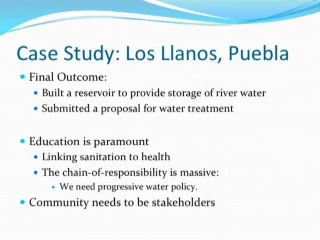 Case Study: Los Llanos, Puebla
Final Outcome:
Built a reservoir to provide storage of river water
Submitted a proposal for water treatment
Education is paramount
Linking sanitation to health
The chain-of-responsibility is massive:
We need progressive water policy.
Community needs to be stakeholders